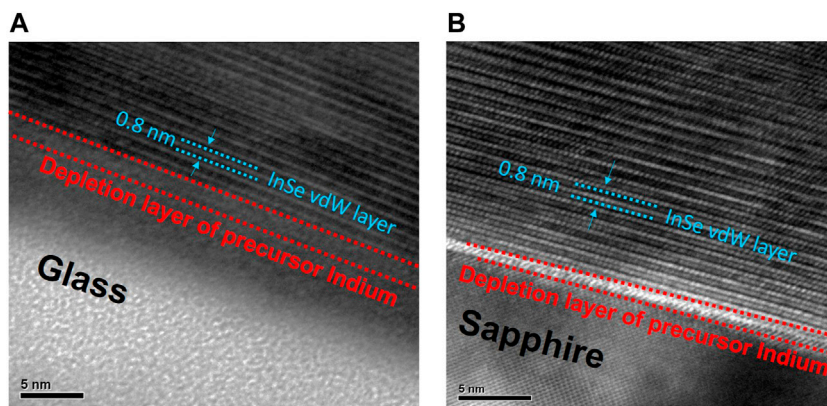 A
0.8 nm
InSe vdW layer
Depletion layer of precursor Indium
Glass
5 nm
B
0.8 nm
InSe vdW layer
Depletion layer of precursor Indium
Sapphire
5 nm